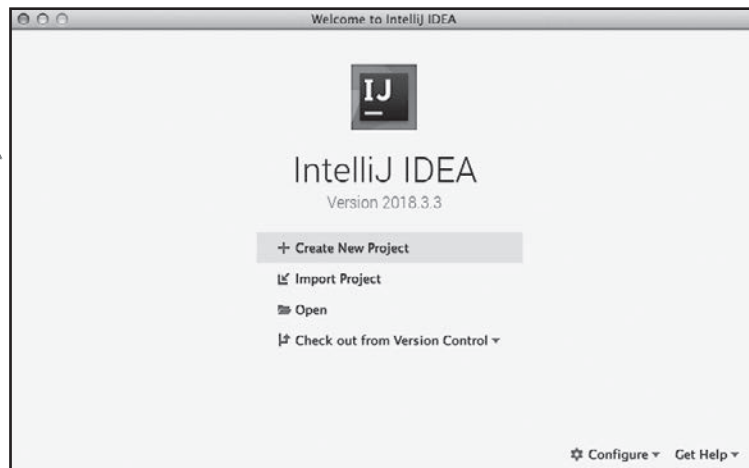 Welcome to IntelliJ IDEA
IJ
IntelliJ IDEA
Version 2018.3.3
Create New Project
Import Project
Open
Check out from Version Control
Configure
Get Help